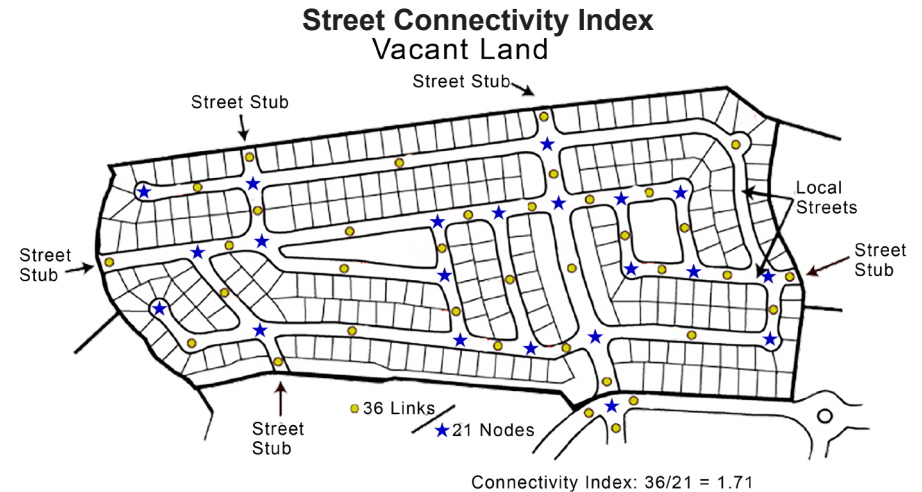 Street Connectivity Index
Vacant Land
Street Stub
Street Stub
Local
Streets
Street
Stub
Street
Stub
36 Links
21 Nodes
Street
Stub
Connectivity Index: 36/21 = 1.71